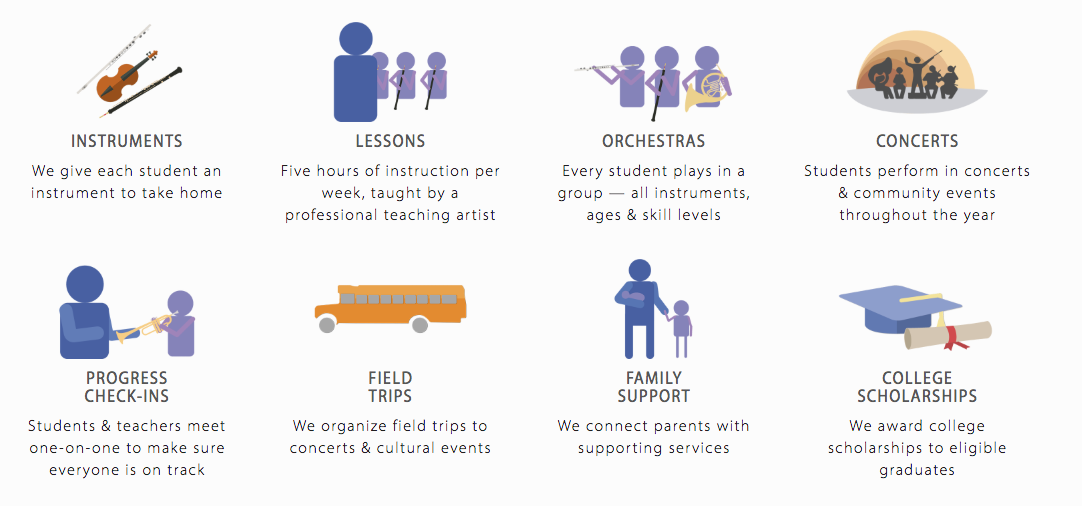 INSTRUMENTS
We give each student an
instrument to take home
LESSONS
Five hours of instruction per
week, taught by a
professional teaching artist
ORCHESTRAS
Every student plays in a
group — all instruments,
ages & skill levels
CONCERTS
Students perform in concerts
& community events
throughout the year
PROGRESS
CHECK-INS
Students & teachers meet
one-on-one to make sure
everyone is on track
FIELD
TRIPS
We organize field trips to
concerts & cultural events
FAMILY
SUPPORT
We connect parents with
supporting services
COLLEGE
SCHOLARSHIPS
We award college
scholarships to eligible
graduates